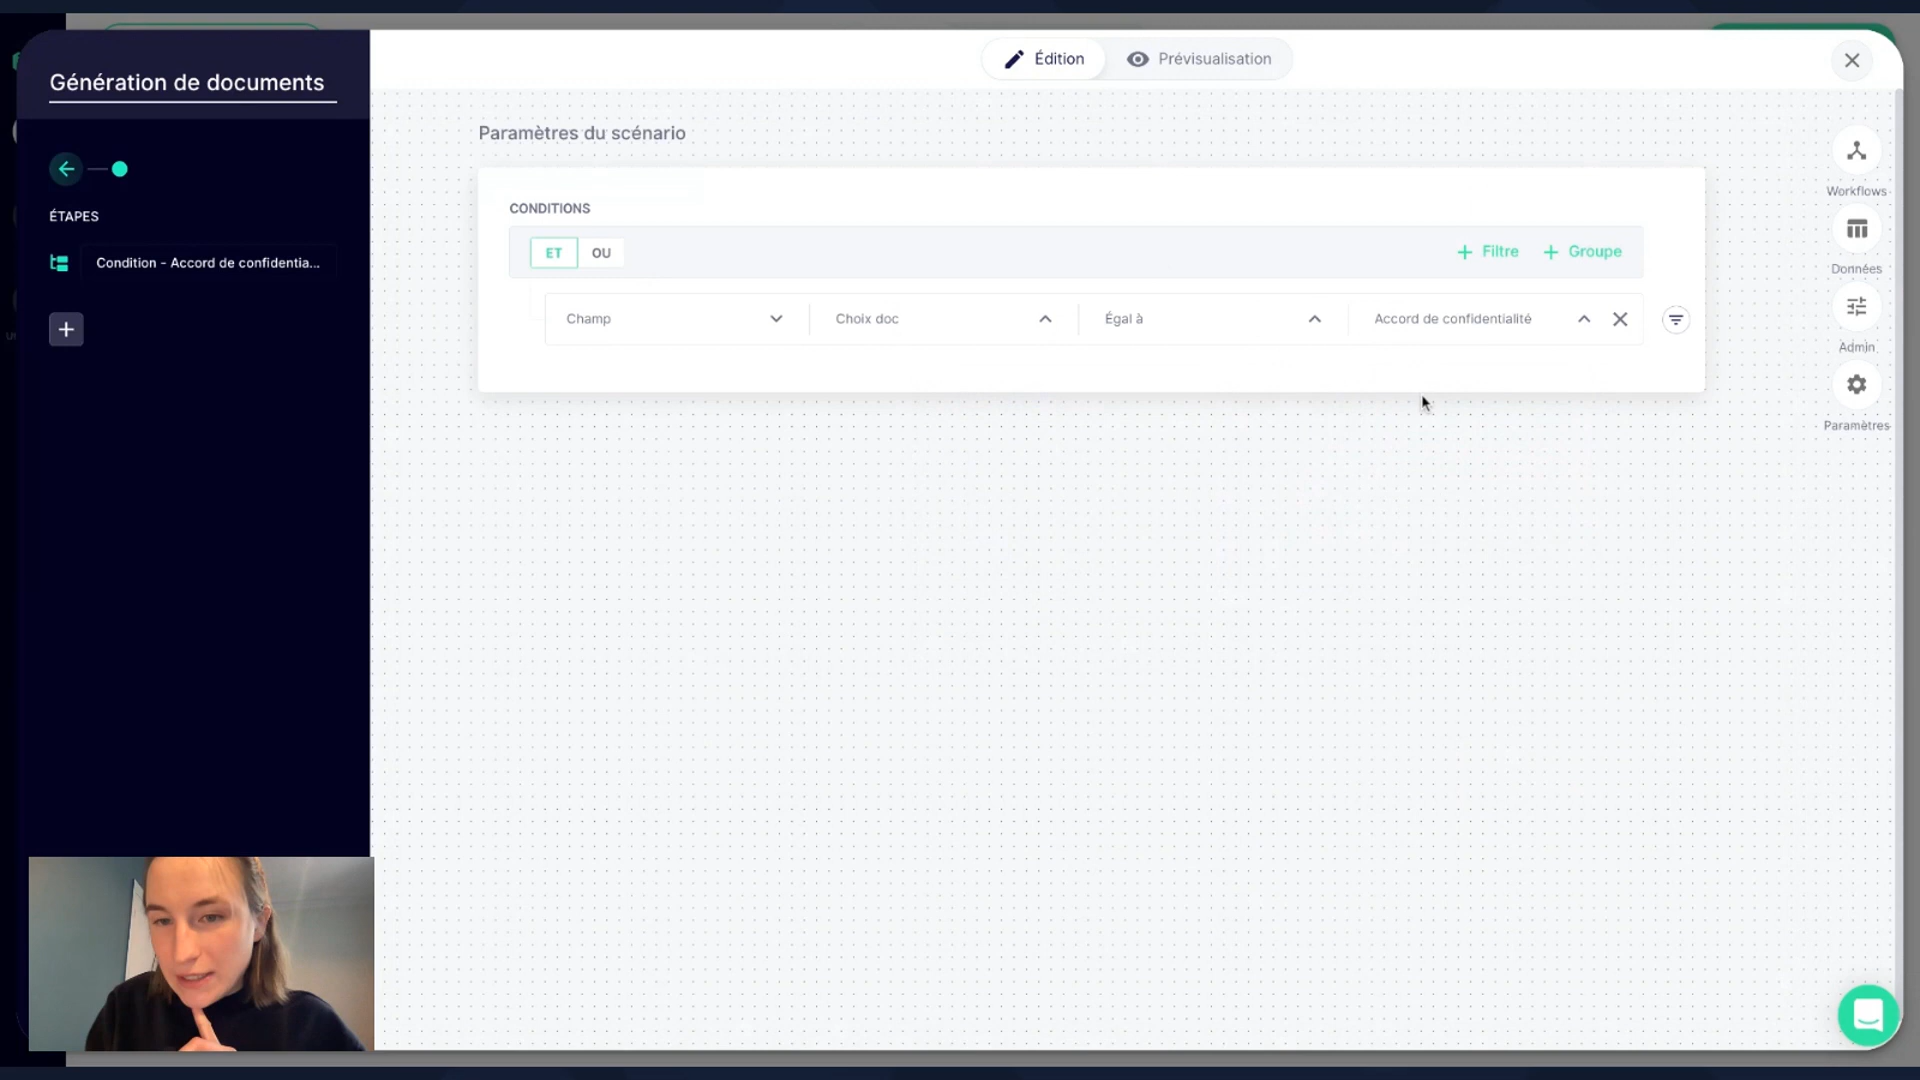 Génération de documents
Édition
Prévisualisation
Paramètres du scénario
ÉTAPES
Condition - Accord de confidentia...
CONDITIONS
ET OU
Filtre
Groupe
Champ
Choix doc
Égal à
Accord de confidentialité
Workflows
Données
Admin
Paramètres